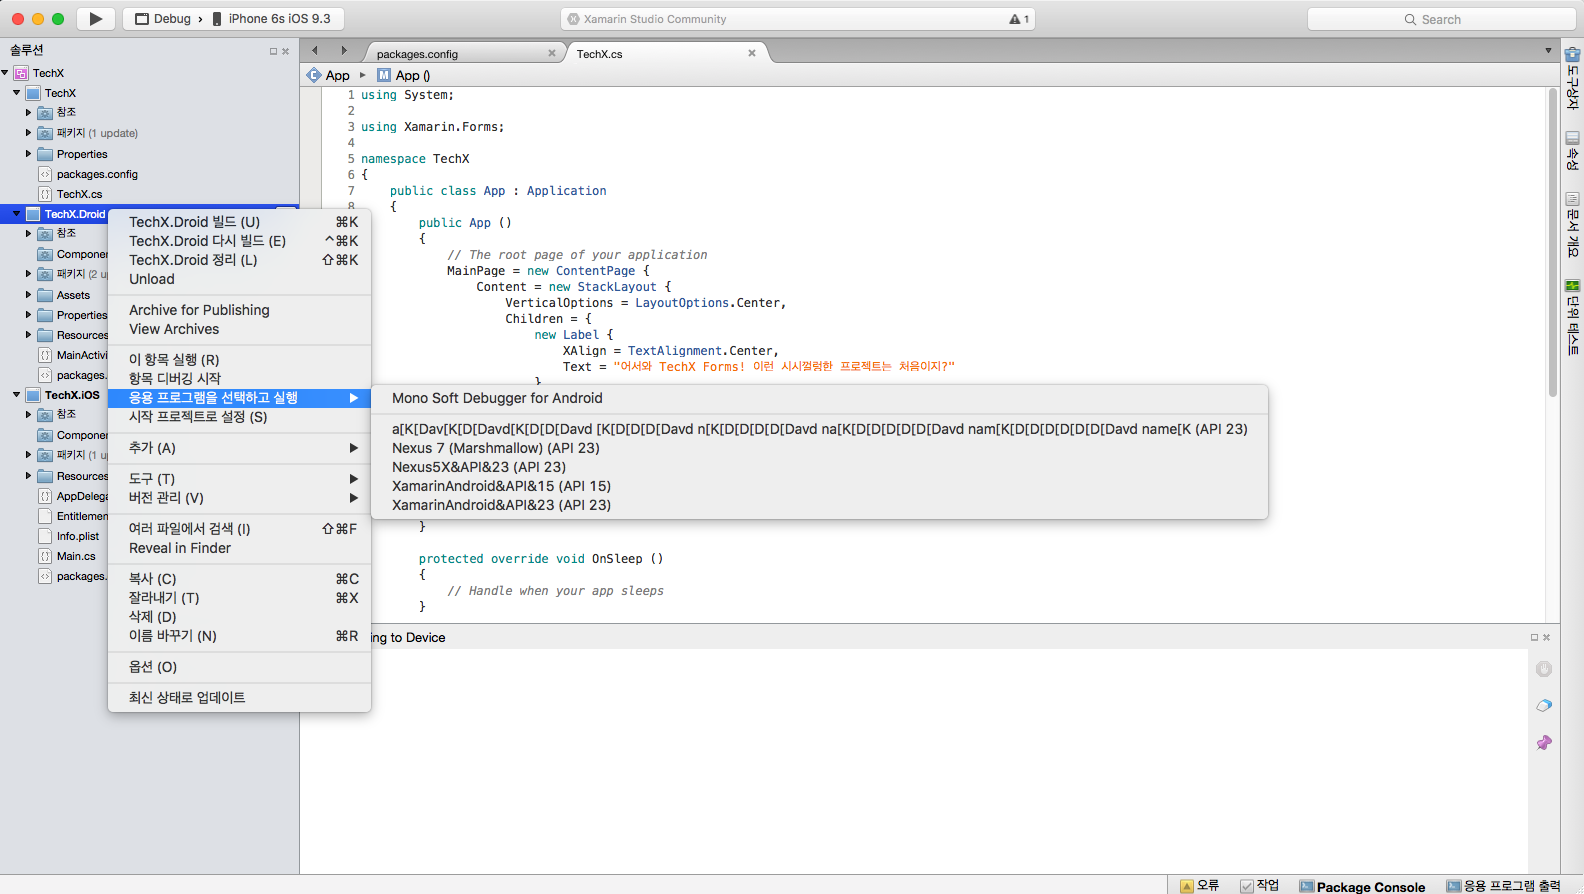 Debug › iPhone 6s iOS 9.3
Xamarin Studio Community
1
Search
솔루션
TechX
TechX
참조
패키지 (1 update)
Properties
packages.config
TechX.cs
TechX.Droid
참조
Componer
패키지 (2 up
Assets
Properties
Resources
MainActivi
packages.
TechX.iOS
참조
Componer
패키지 (1 up
Resources
AppDelega
Entitlemen
Info.plist
Main.cs
packages.
TechX.Droid 빌드 (U) ⌘K
TechX.Droid 다시 빌드 (E) ^⌘K
TechX.Droid 정리 (L) ⇧⌘K
Unload
Archive for Publishing
View Archives
이 항목 실행 (R)
항목 디버깅 시작
응용 프로그램을 선택하고 실행
시작 프로젝트로 설정 (S)
추가 (A)
도구 (T)
버전 관리 (V)
여러 파일에서 검색 (I) ⇧⌘F
Reveal in Finder
복사 (C) ⌘C
잘라내기 (T) ⌘X
삭제 (D)
이름 바꾸기 (N) ⌘R
옵션 (O)
최신 상태로 업데이트
Mono Soft Debugger for Android
a[K[Dav[K[D[Davd[K[D[D[Davd [K[D[D[D[Davd n[K[D[D[D[D[Davd na[K[D[D[D[D[D[Davd nam[K[D[D[D[D[D[D[Davd name[K (API 23)
Nexus 7 (Marshmallow) (API 23)
Nexus5X&API&23 (API 23)
XamarinAndroid&API&15 (API 15)
XamarinAndroid&API&23 (API 23)
packages.config
TechX.cs
C App ▸ M App ()
1 using System;
2
3 using Xamarin.Forms;
4
5 namespace TechX
6 {
7 public class App : Application
8 {
public App ()
{
// The root page of your application
MainPage = new ContentPage {
Content = new StackLayout {
VerticalOptions = LayoutOptions.Center,
Children = {
new Label {
XAlign = TextAlignment.Center,
Text = "어서와 TechX Forms! 이런 시시껄렁한 프로젝트는 처음이지?"
}
}
protected override void OnSleep ()
{
// Handle when your app sleeps
}
ing to Device
도구상자
속성
문서 개요
단위 테스트
오류
작업
Package Console
응용 프로그램 출력